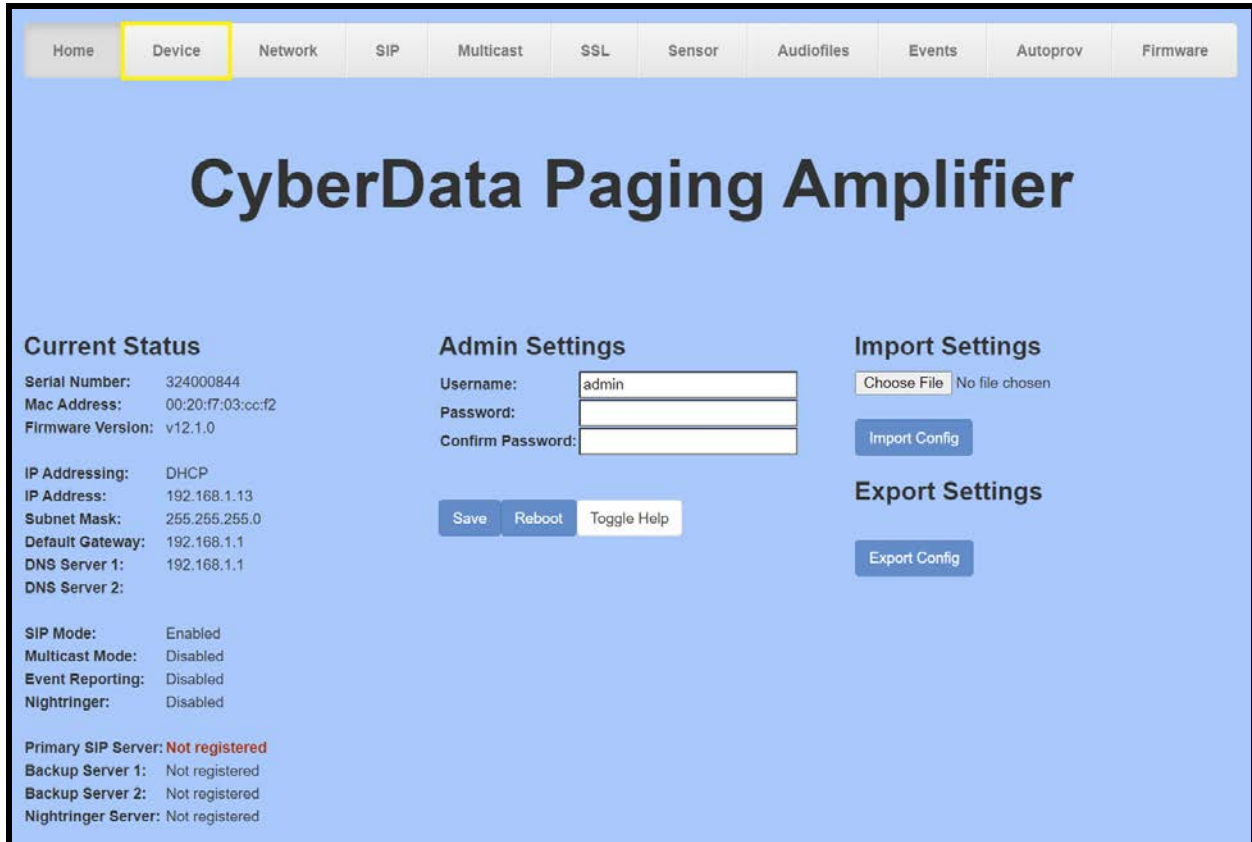 Home Device Network SIP Multicast SSL Sensor Audiofiles Events Autoprov Firmware
CyberData Paging Amplifier
Current Status
Serial Number: 324000844
Mac Address: 00:20:f7:03:cc:f2
Firmware Version: v12.1.0
IP Addressing: DHCP
IP Address: 192.168.1.13
Subnet Mask: 255.255.255.0
Default Gateway: 192.168.1.1
DNS Server 1: 192.168.1.1
DNS Server 2:
SIP Mode: Enabled
Multicast Mode: Disabled
Event Reporting: Disabled
Nightringer: Disabled
Primary SIP Server: Not registered
Backup Server 1: Not registered
Backup Server 2: Not registered
Nightringer Server: Not registered
Admin Settings
Username: admin
Password:
Confirm Password:
Save Reboot Toggle Help
Import Settings
Choose File No file chosen
Import Config
Export Settings
Export Config